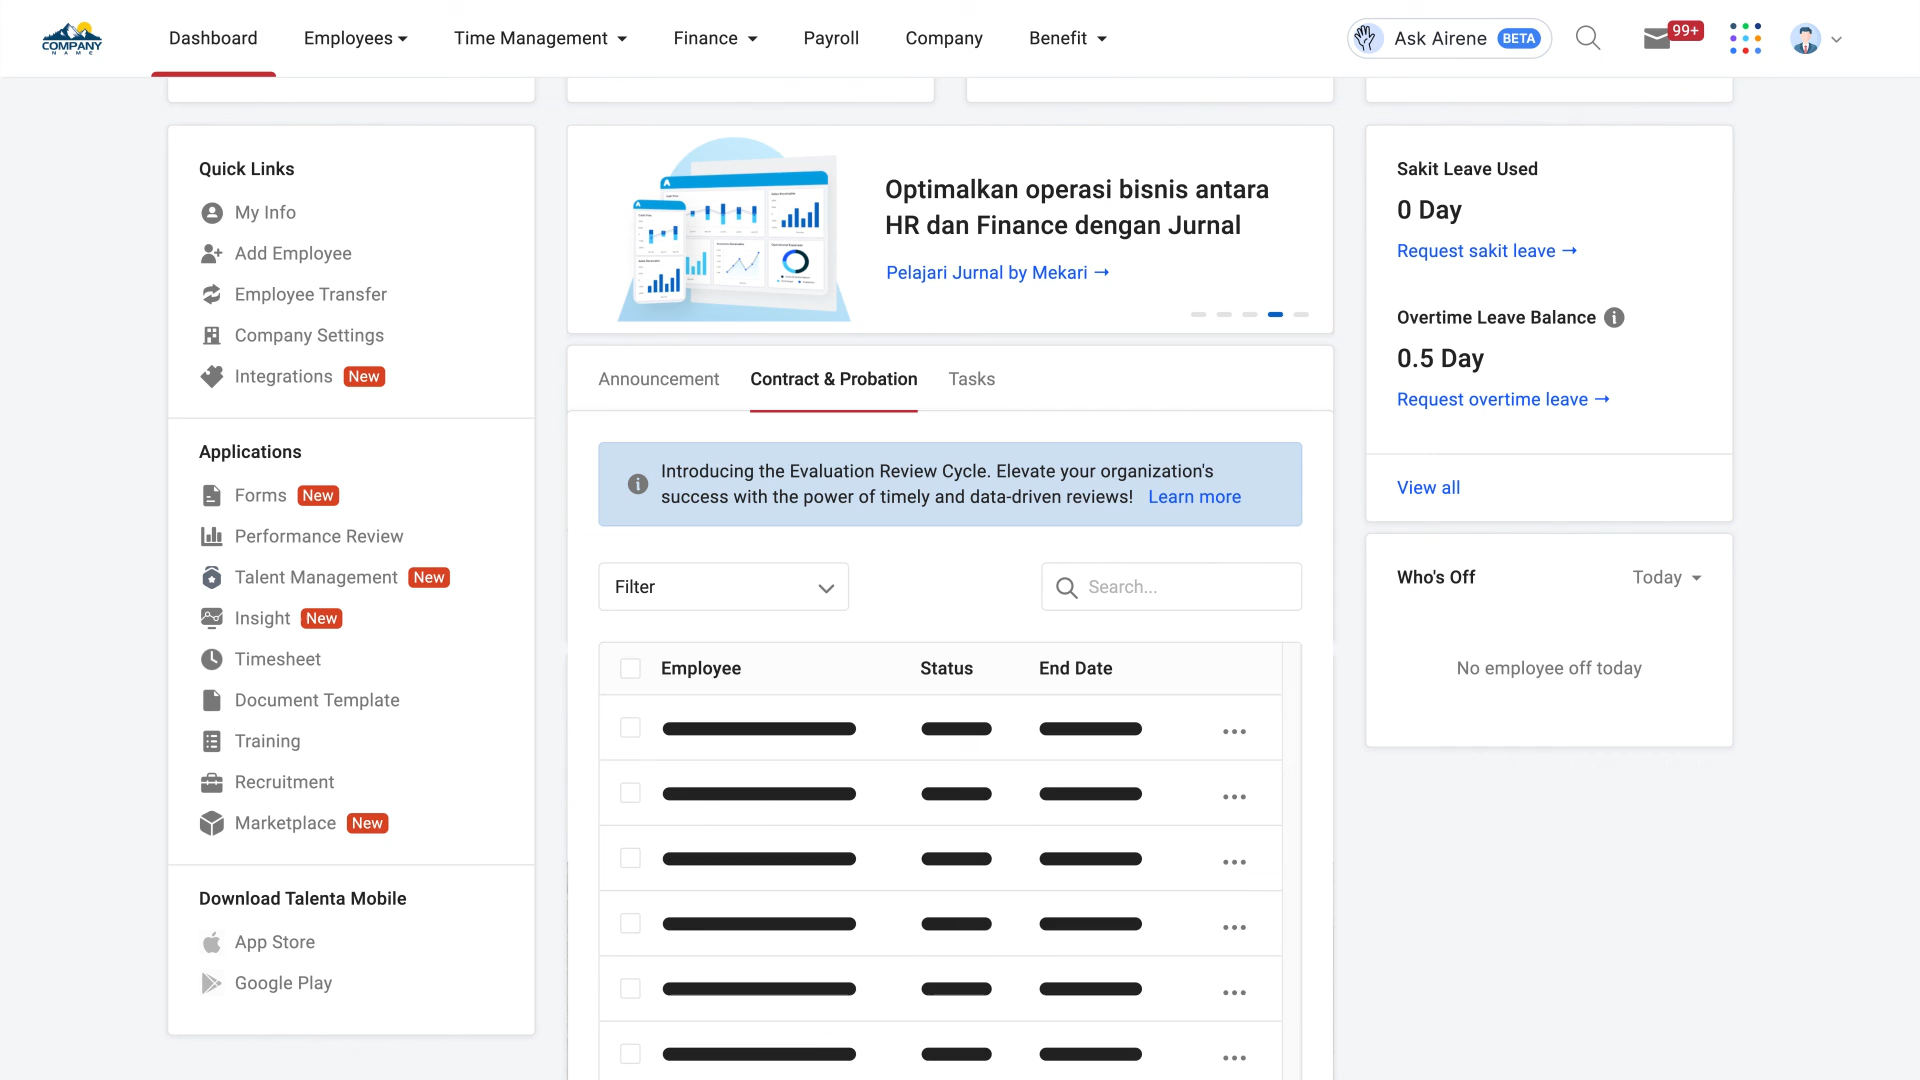 COMPANY
NAME
Dashboard
Employees
Time Management
Finance
Payroll
Company
Benefit
Ask Airene BETA
99+
Quick Links
My Info
Add Employee
Employee Transfer
Company Settings
Integrations New
Applications
Forms New
Performance Review
Talent Management New
Insight New
Timesheet
Document Template
Training
Recruitment
Marketplace New
Download Talenta Mobile
App Store
Google Play
Optimalkan operasi bisnis antara
HR dan Finance dengan Jurnal
Pelajari Jurnal by Mekari →
Announcement
Contract & Probation
Tasks
Introducing the Evaluation Review Cycle. Elevate your organization's
success with the power of timely and data-driven reviews! Learn more
Filter
Search...
Employee
Status
End Date
Sakit Leave Used
0 Day
Request sakit leave →
Overtime Leave Balance
0.5 Day
Request overtime leave →
View all
Who's Off
Today
No employee off today